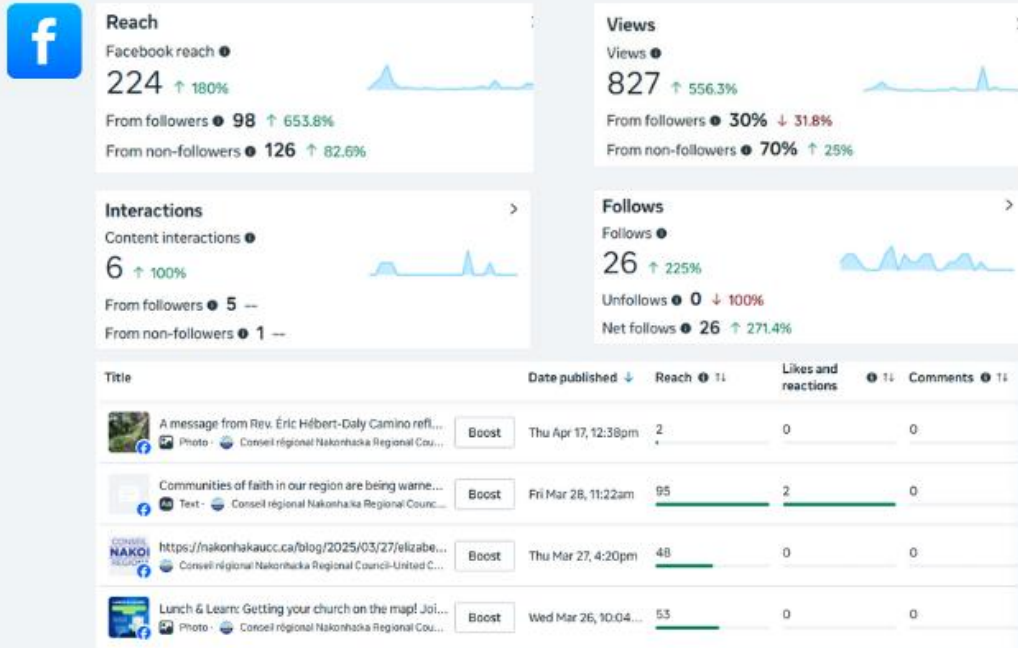 f
Reach
Facebook reach
224 ↑ 180%
From followers 98 ↑ 653.8%
From non-followers 126 ↑ 82.6%
Views
Views
827 ↑ 556.3%
From followers 30% ↓ 31.8%
From non-followers 70% ↑ 25%
Interactions
Content interactions
6 ↑ 100%
From followers 5 --
From non-followers 1 --
Follows
Follows
26 ↑ 225%
Unfollows 0 ↓ 100%
Net follows 26 ↑ 271.4%
Title Date published ↓ Reach ↑↓ Likes and reactions ↑↓ Comments ↑↓
A message from Rev. Éric Hébert-Daly Camino refl...
Photo · Conseil régional Nakonhaka Regional Cou...
Boost Thu Apr 17, 12:38pm 2 0 0
Communities of faith in our region are being warne...
Text · Conseil régional Nakonhaka Regional Counc...
Boost Fri Mar 28, 11:22am 95 2 0
CONSEIL
NAKOI
REGION
https://nakonhakaucc.ca/blog/2025/03/27/elizabe...
Conseil régional Nakonhaka Regional Council-United C...
Boost Thu Mar 27, 4:20pm 48 0 0
Lunch & Learn: Getting your church on the map! Joi...
Photo · Conseil régional Nakonhaka Regional Cou...
Boost Wed Mar 26, 10:04... 53 0 0